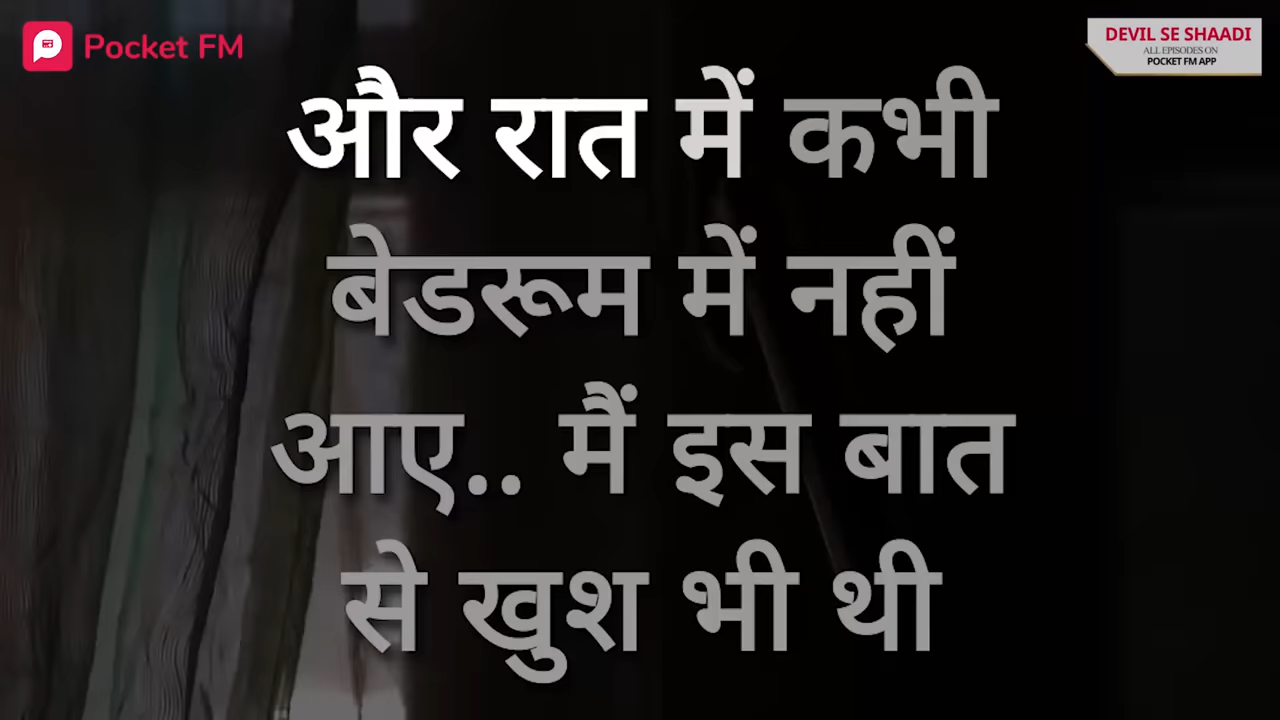 Pocket FM
DEVIL SE SHAADI
ALL EPISODES ON
POCKET FM APP
और रात में कभी
बेडरूम में नहीं
आए.. मैं इस बात
से खुश भी थी